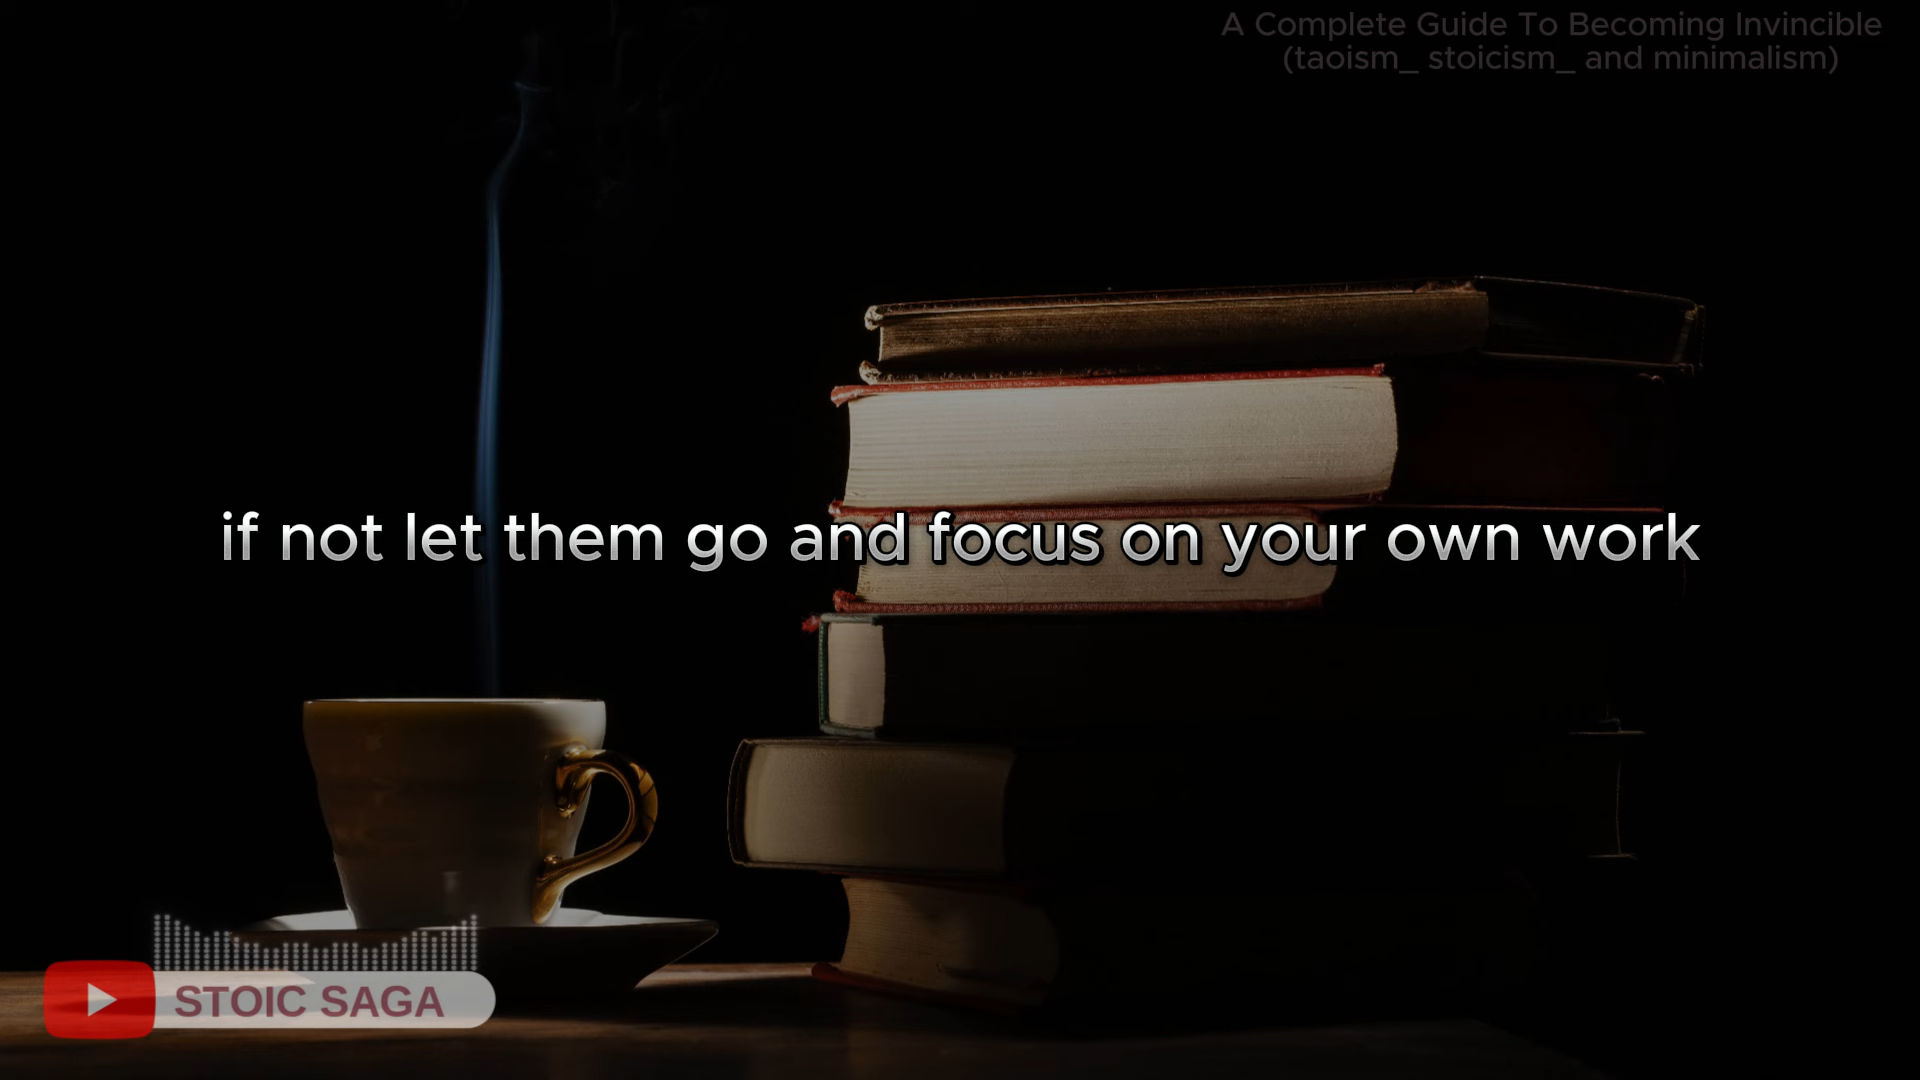 A Complete Guide To Becoming Invincible
(taoism_ stoicism_ and minimalism)
if not let them go and focus on your own work
STOIC SAGA